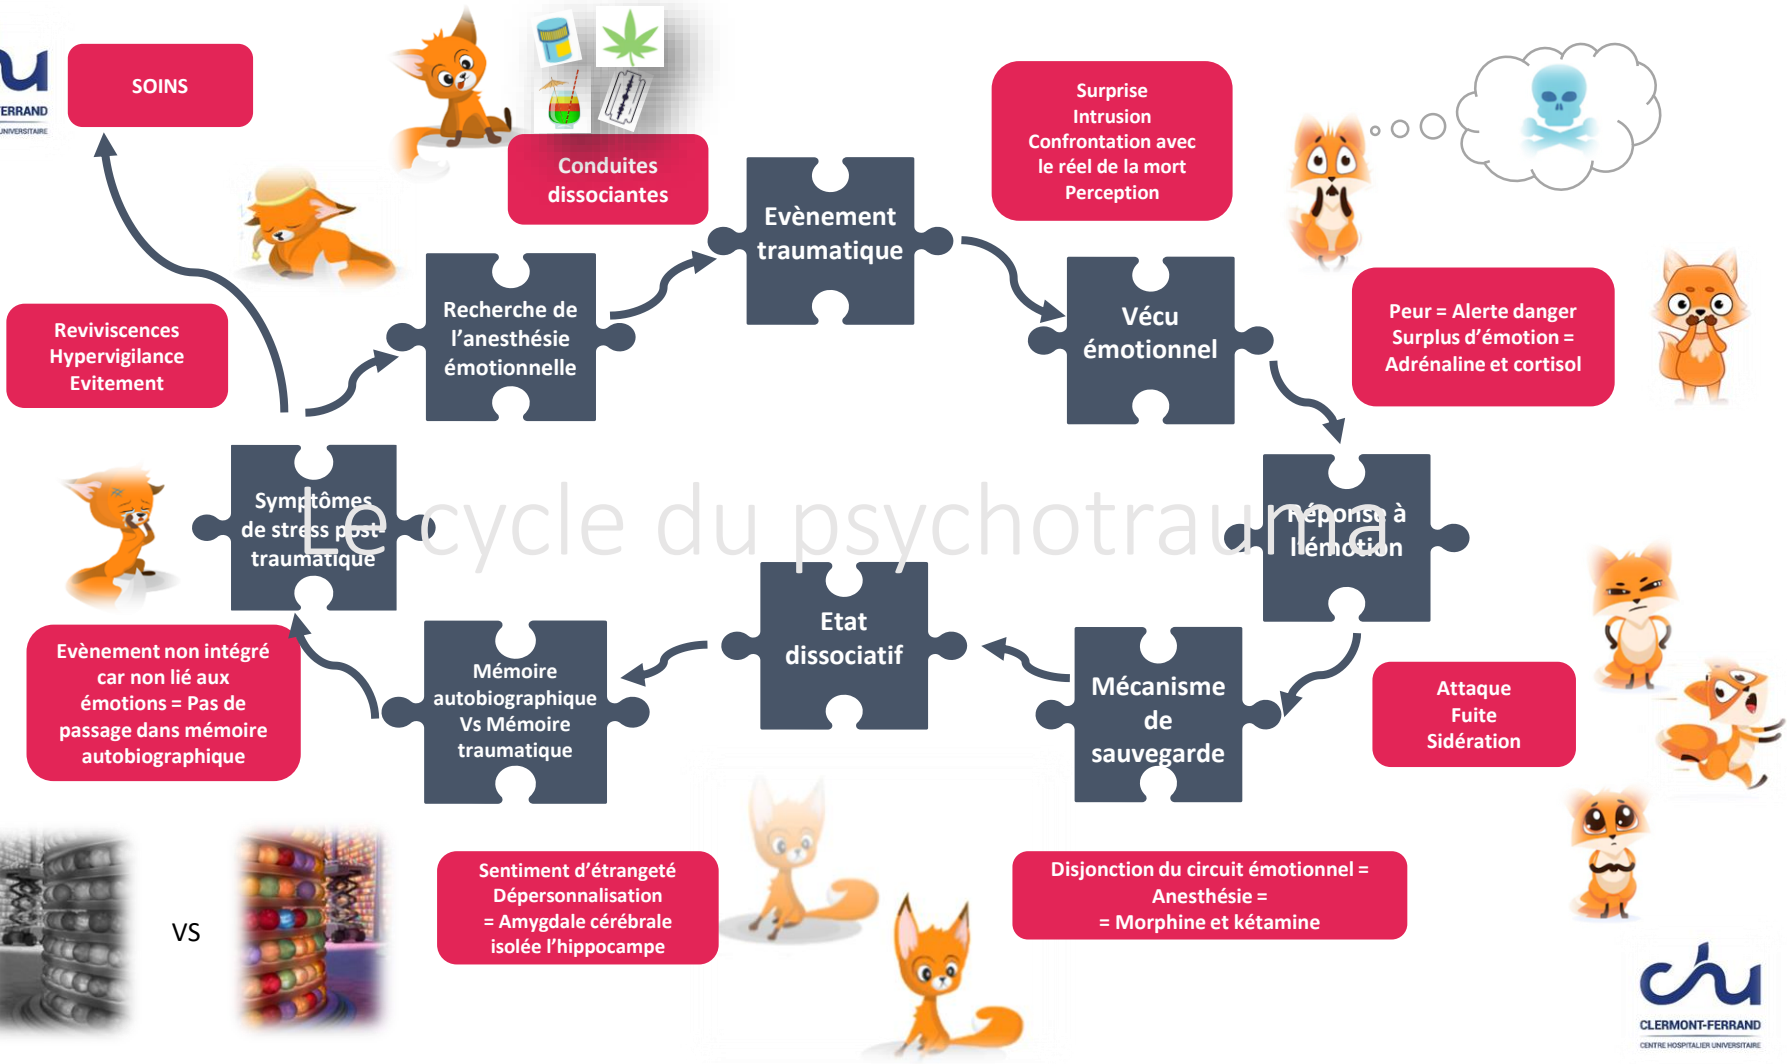 SOINS
FERRAND
UNIVERSITAIRE
Conduites
dissociantes
Surprise
Intrusion
Confrontation avec
le réel de la mort
Perception
Evènement
traumatique
Recherche de
l’anesthésie
émotionnelle
Vécu
émotionnel
Peur = Alerte danger
Surplus d’émotion =
Adrénaline et cortisol
Reviviscences
Hypervigilance
Evitement
Symptômes
de stress post-
traumatique
Le cycle du psychotrauma
Réponse à
l’émotion
Etat
dissociatif
Mémoire
autobiographique
Vs Mémoire
traumatique
Mécanisme
de
sauvegarde
Attaque
Fuite
Sidération
Evènement non intégré
car non lié aux
émotions = Pas de
passage dans mémoire
autobiographique
VS
Sentiment d’étrangeté
Dépersonnalisation
= Amygdale cérébrale
isolée l’hippocampe
Disjonction du circuit émotionnel =
Anesthésie =
= Morphine et kétamine
chu
CLERMONT-FERRAND
CENTRE HOSPITALIER UNIVERSITAIRE